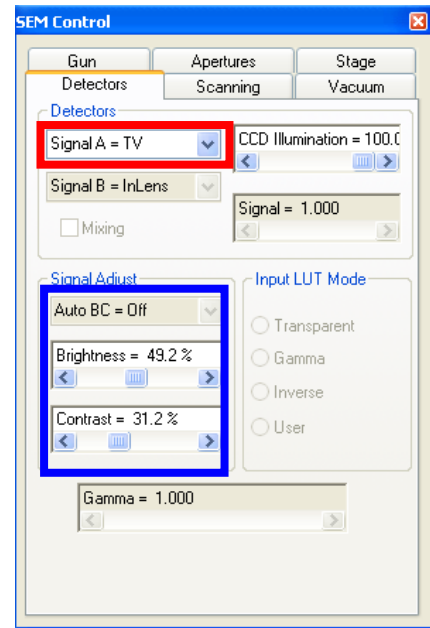 SEM Control
Gun Apertures Stage
Detectors Scanning Vacuum
Detectors
Signal A = TV
CCD Illumination = 100.0
Signal B = InLens
Signal = 1.000
Mixing
Signal Adjust
Auto BC = Off
Brightness = 49.2 %
Contrast = 31.2 %
Input LUT Mode
Transparent
Gamma
Inverse
User
Gamma = 1.000